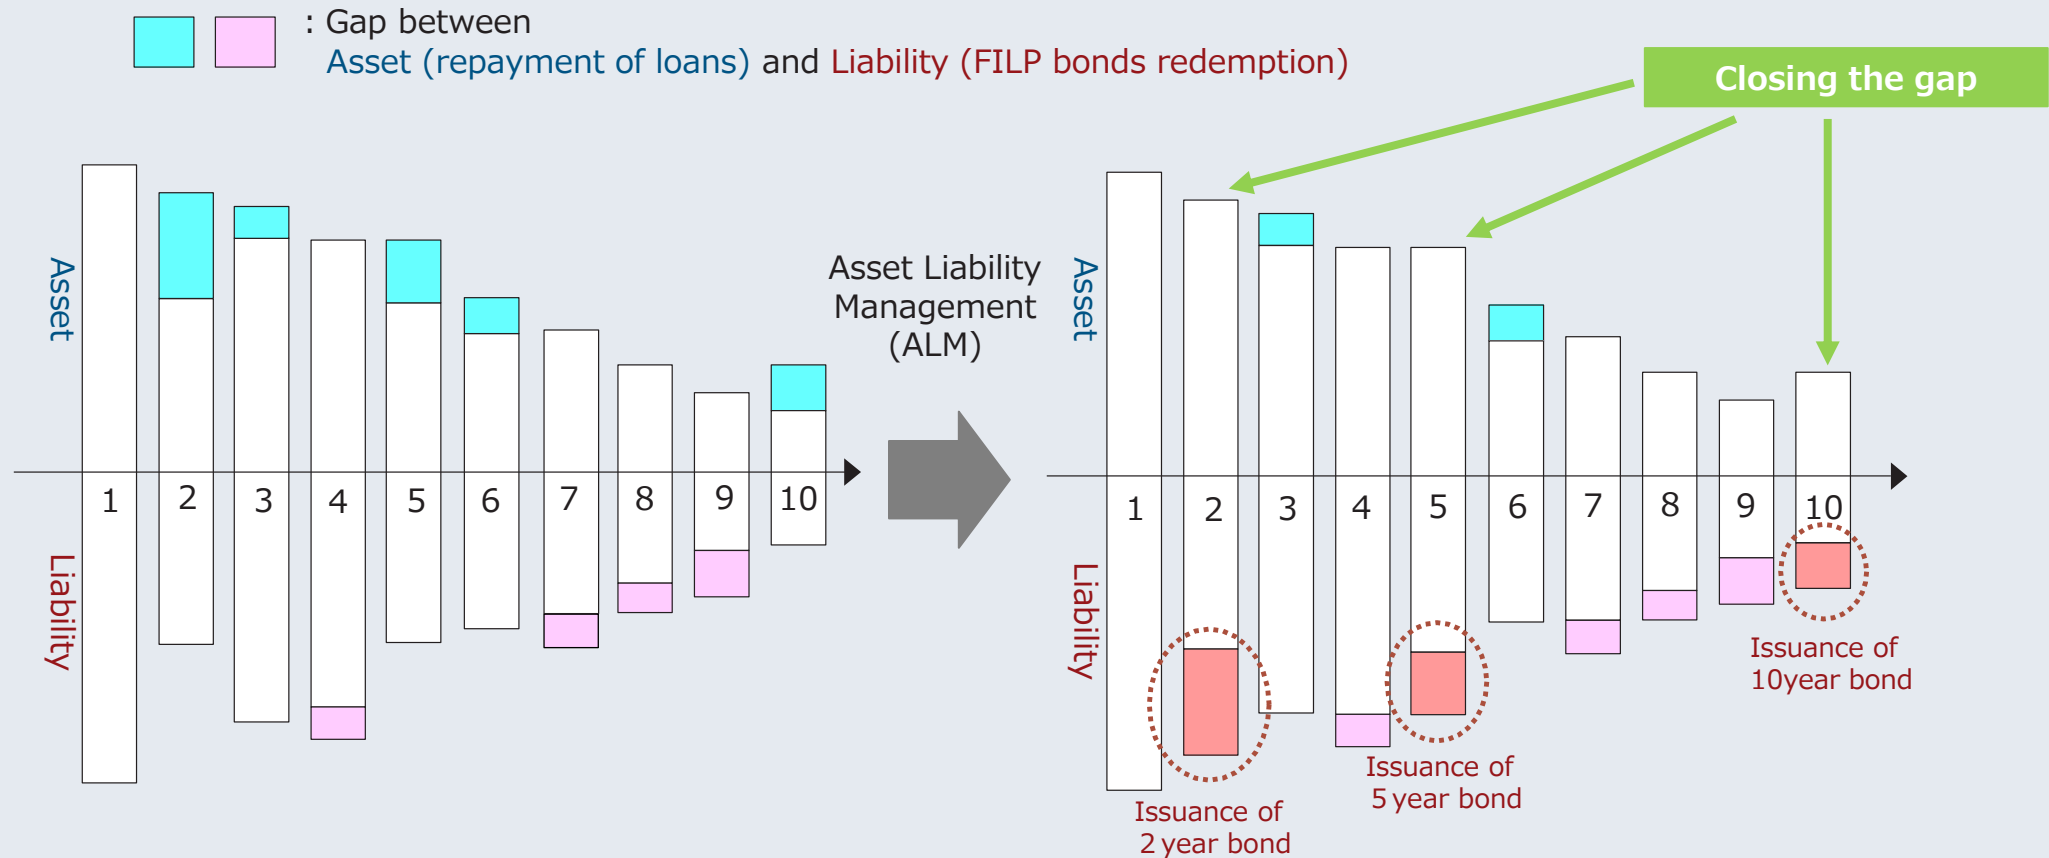 : Gap between
Asset (repayment of loans) and Liability (FILP bonds redemption)
Closing the gap
Asset
Liability
1 2 3 4 5 6 7 8 9 10
Asset Liability
Management
(ALM)
Asset
Liability
1 2 3 4 5 6 7 8 9 10
Issuance of
2 year bond
Issuance of
5 year bond
Issuance of
10year bond